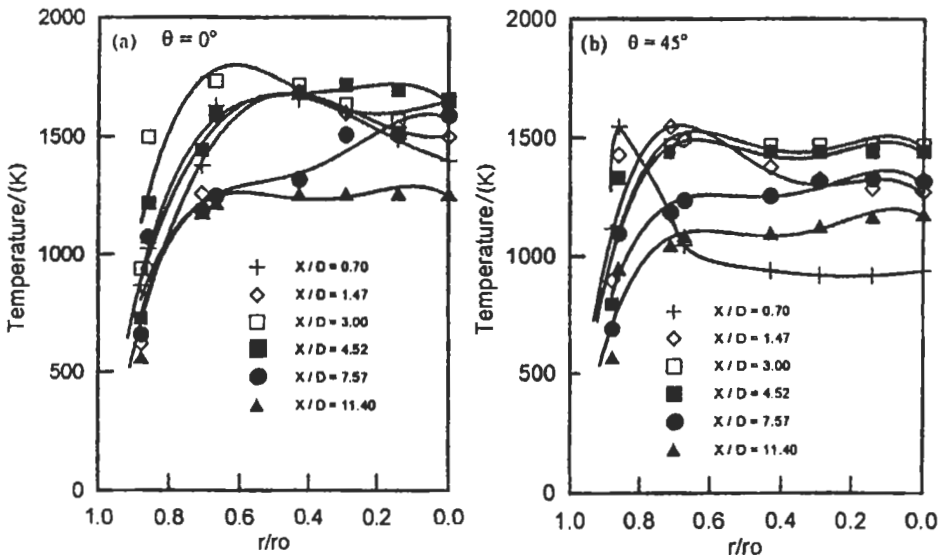 (a) θ = 0°
Temperature/(K)
2000
1500
1000
500
0
X / D = 0.70
X / D = 1.47
X / D = 3.00
X / D = 4.52
X / D = 7.57
X / D = 11.40
1.0 0.8 0.6 0.4 0.2 0.0
r/ro
(b) θ = 45°
Temperature/(K)
2000
1500
1000
500
0
X / D = 0.70
X / D = 1.47
X / D = 3.00
X / D = 4.52
X / D = 7.57
X / D = 11.40
1.0 0.8 0.6 0.4 0.2 0.0
r/ro